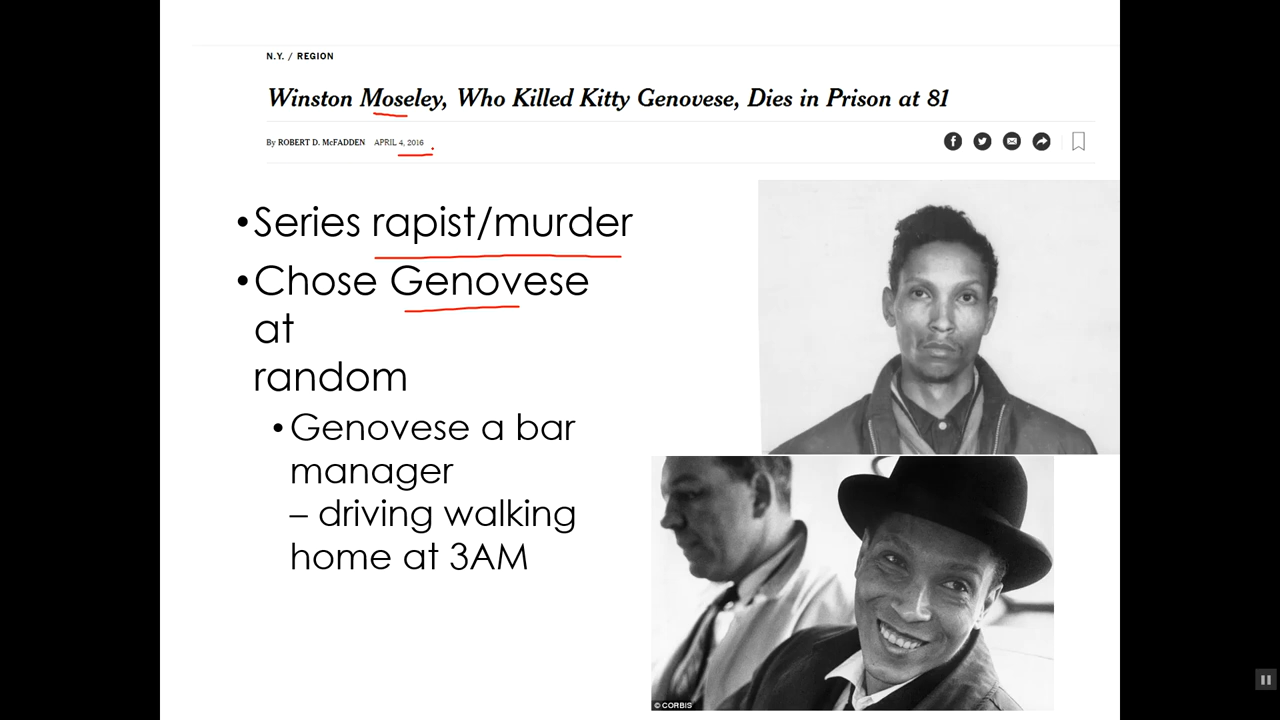 N.Y. / REGION
Winston Moseley, Who Killed Kitty Genovese, Dies in Prison at 81
By ROBERT D. McFADDEN APRIL 4, 2016
•Series rapist/murder
•Chose Genovese
at
random
•Genovese a bar
manager
– driving walking
home at 3AM
© CORBIS